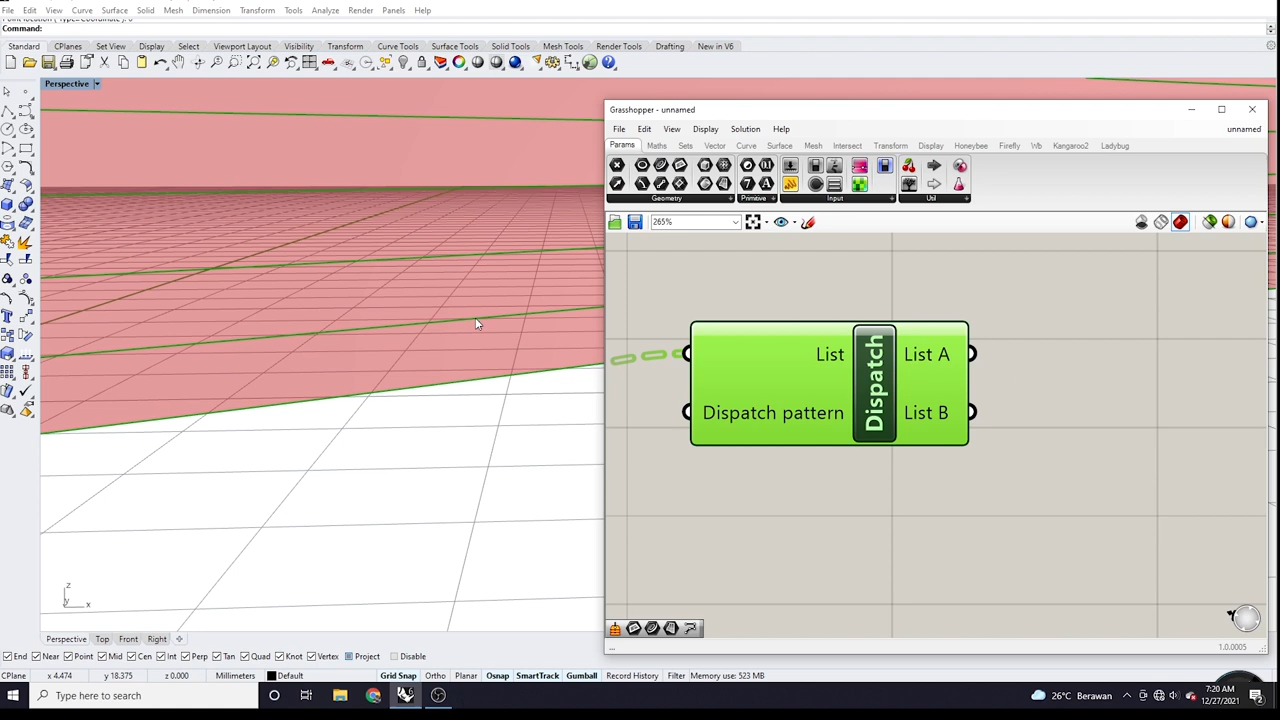 File Edit View Curve Surface Solid Mesh Dimension Transform Tools Analyze Render Panels Help
Command:
Standard CPlanes Set View Display Select Viewport Layout Visibility Transform Curve Tools Surface Tools Solid Tools Mesh Tools Render Tools Drafting New in V6
Perspective
Grasshopper - unnamed
File Edit View Display Solution Help unnamed
Params Maths Sets Vector Curve Surface Mesh Intersect Transform Display Honeybee Firefly Wb Kangaroo2 Ladybug
Geometry Primitive Input Util
265%
List Dispatch List A
Dispatch pattern List B
z
y x
Perspective Top Front Right
1.0.0005
End Near Point Mid Cen Int Perp Tan Quad Knot Vertex Project Disable
CPlane x 4.474 y 18.375 z 0.000 Millimeters Default Grid Snap Ortho Planar Osnap SmartTrack Gumball Record History Filter Memory use: 523 MB
Type here to search 26°C Berawan 7:20 AM
12/27/2021